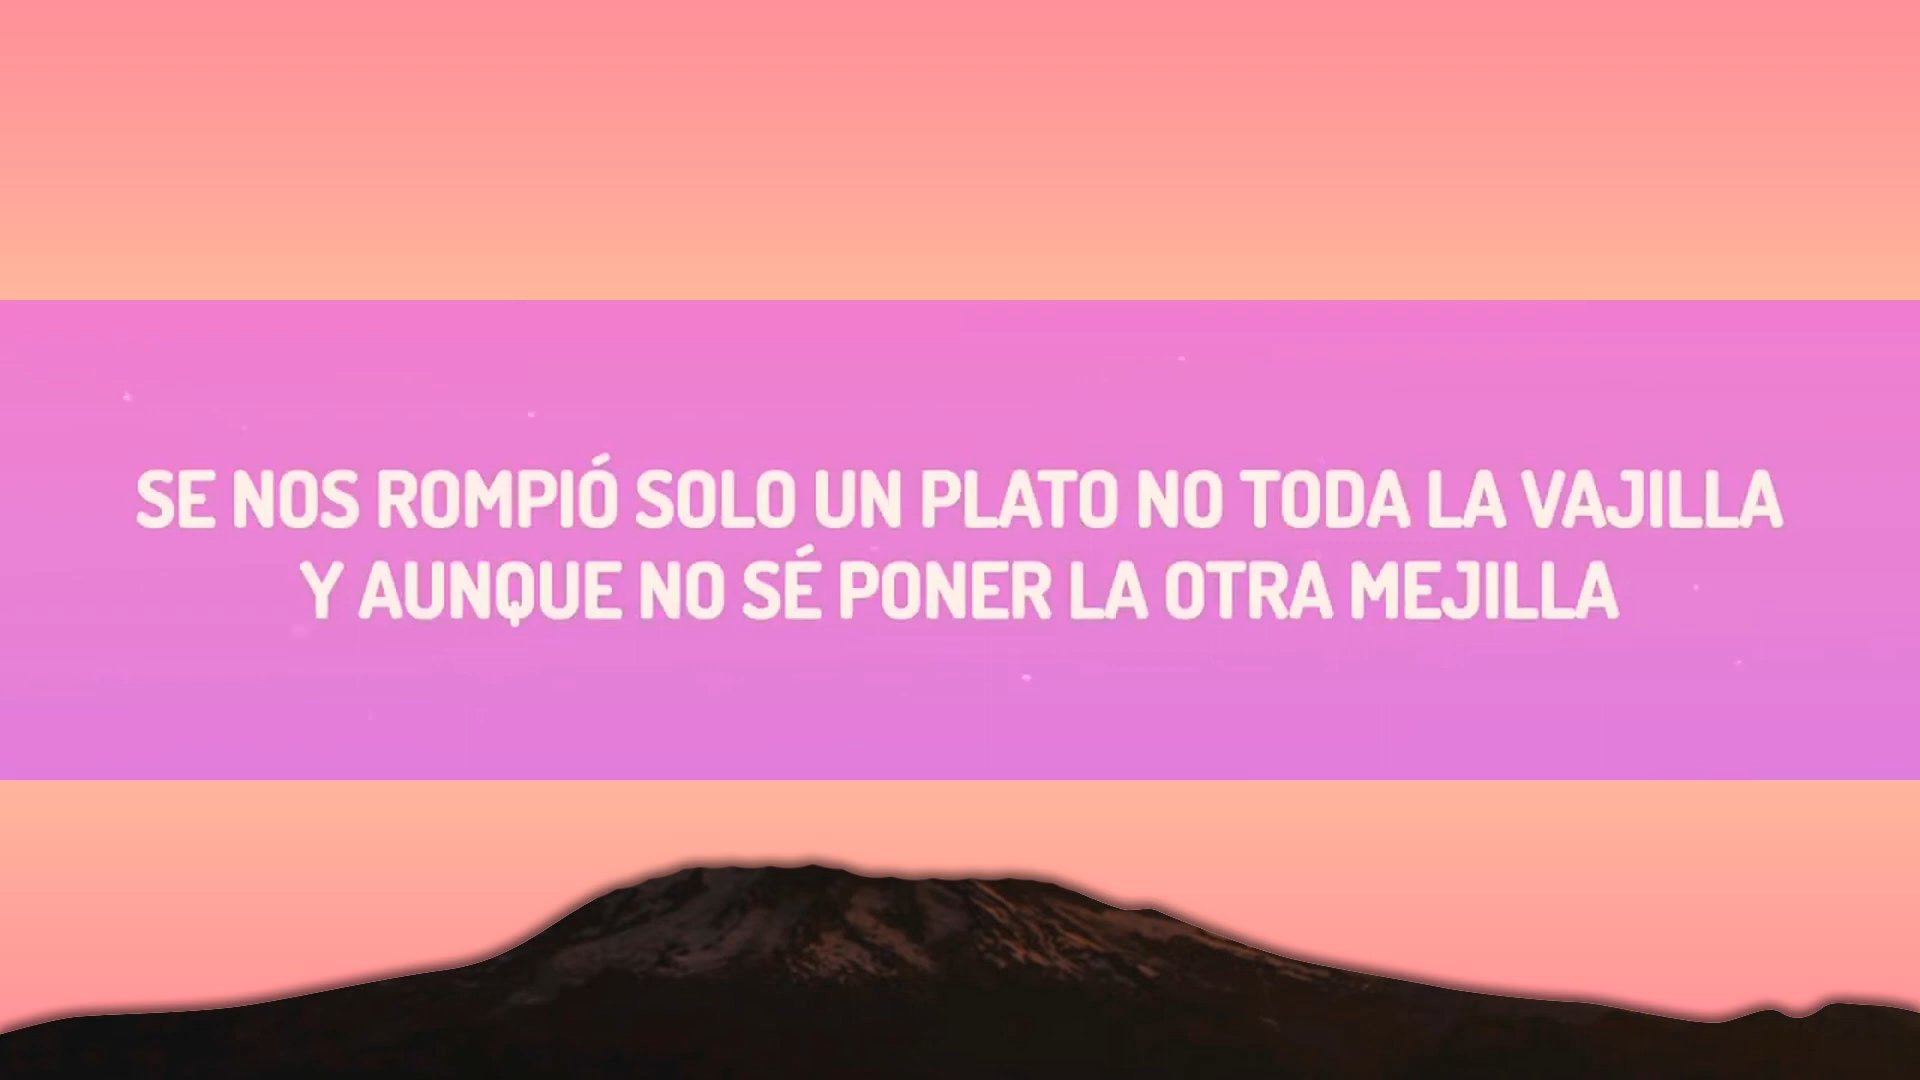 SE NOS ROMPIÓ SOLO UN PLATO NO TODA LA VAJILLA
Y AUNQUE NO SÉ PONER LA OTRA MEJILLA